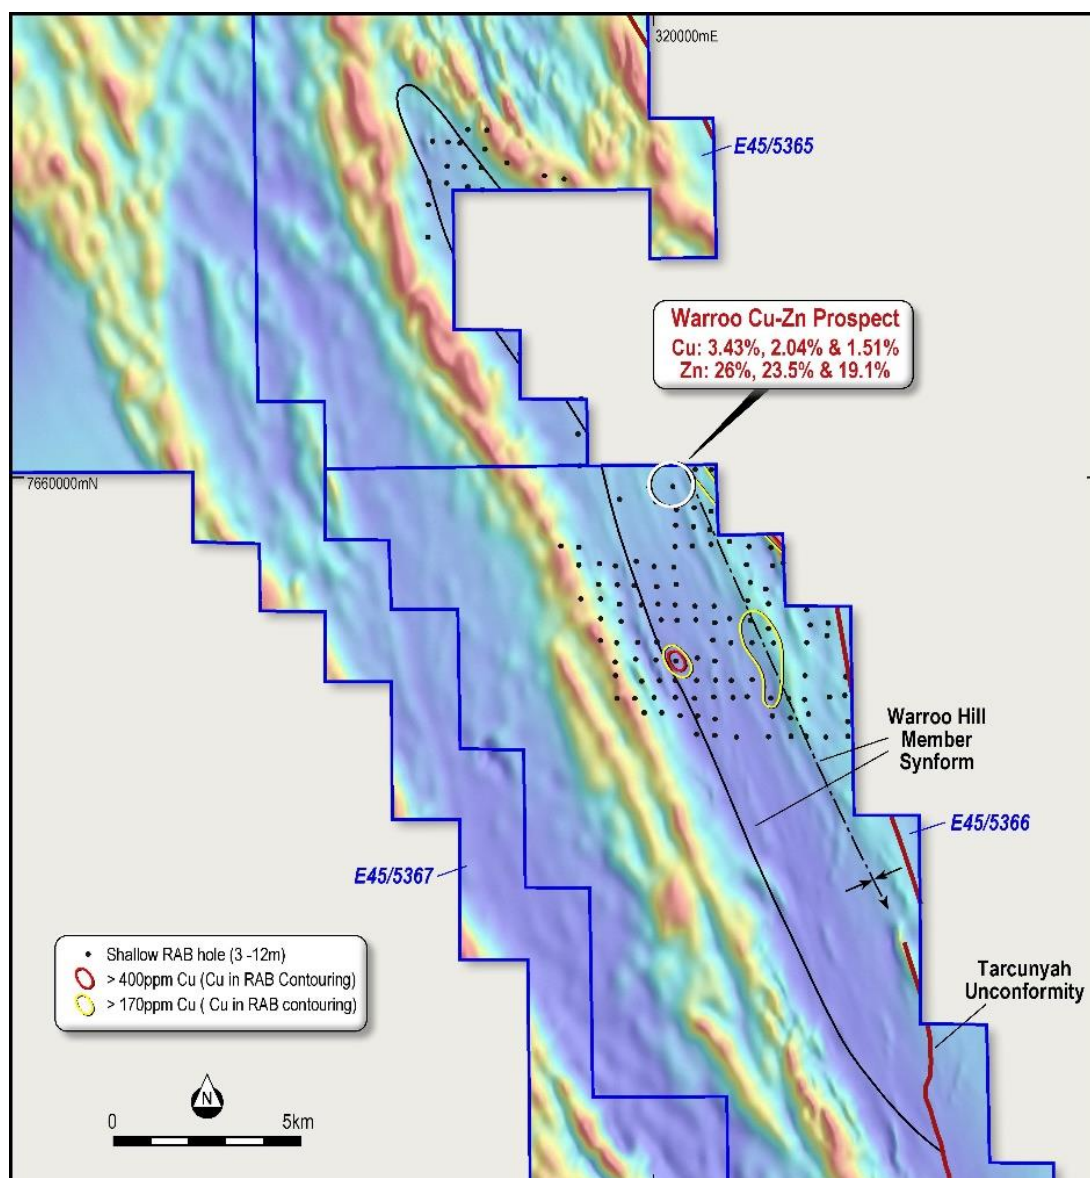 320000mE
E45/5365
Warroo Cu-Zn Prospect
Cu: 3.43%, 2.04% & 1.51%
Zn: 26%, 23.5% & 19.1%
7660000mN
Warroo Hill
Member
Synform
E45/5366
E45/5367
Tarcunyah
Unconformity
Shallow RAB hole (3 -12m)
> 400ppm Cu (Cu in RAB Contouring)
> 170ppm Cu ( Cu in RAB contouring)
N
0
5km